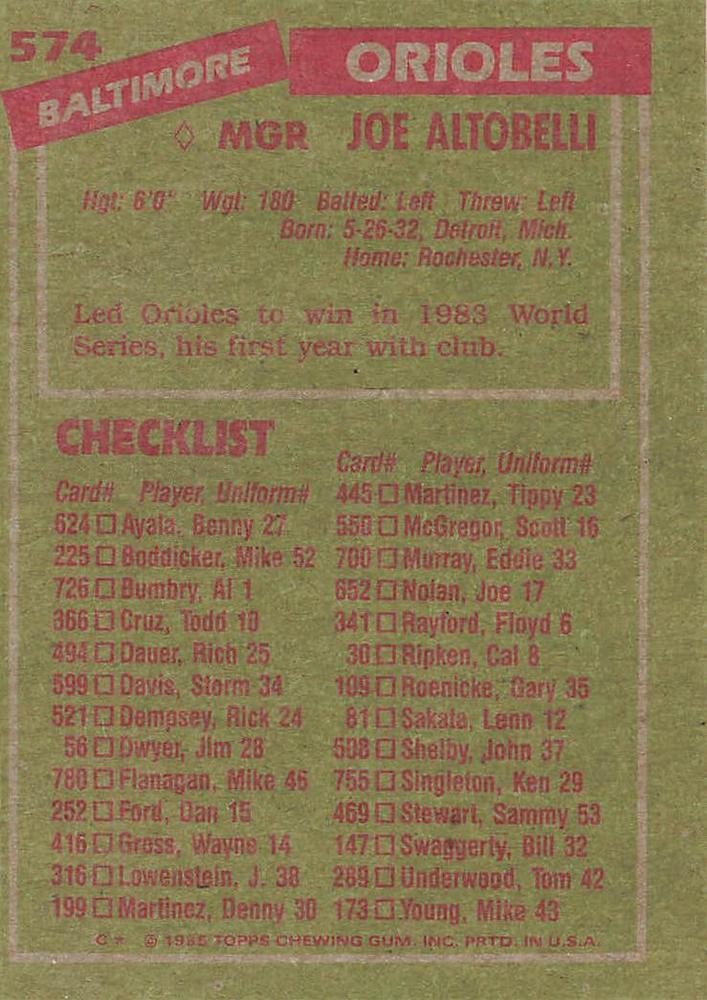 574
BALTIMORE ORIOLES
◇ MGR JOE ALTOBELLI
Hgt: 6'0" Wgt: 180 Batted: Left Threw: Left
Born: 5-26-32, Detroit, Mich.
Home: Rochester, N.Y.
Led Orioles to win in 1983 World
Series, his first year with club.
CHECKLIST
Card# Player, Uniform#
624 □ Ayala, Benny 27
225 □ Boddicker, Mike 52
726 □ Bumbry, Al 1
366 □ Cruz, Todd 10
494 □ Dauer, Rich 25
599 □ Davis, Storm 34
521 □ Dempsey, Rick 24
56 □ Dwyer, Jim 28
780 □ Flanagan, Mike 46
252 □ Ford, Dan 15
416 □ Gross, Wayne 14
316 □ Lowenstein, J. 38
199 □ Martinez, Denny 30
Card# Player, Uniform#
445 □ Martinez, Tippy 23
550 □ McGregor, Scott 16
700 □ Murray, Eddie 33
652 □ Nolan, Joe 17
341 □ Rayford, Floyd 6
30 □ Ripken, Cal 8
109 □ Roenicke, Gary 35
81 □ Sakata, Lenn 12
508 □ Shelby, John 37
755 □ Singleton, Ken 29
469 □ Stewart, Sammy 53
147 □ Swaggerty, Bill 32
289 □ Underwood, Tom 42
173 □ Young, Mike 43
C* © 1985 TOPPS CHEWING GUM, INC. PRTD. IN U.S.A.